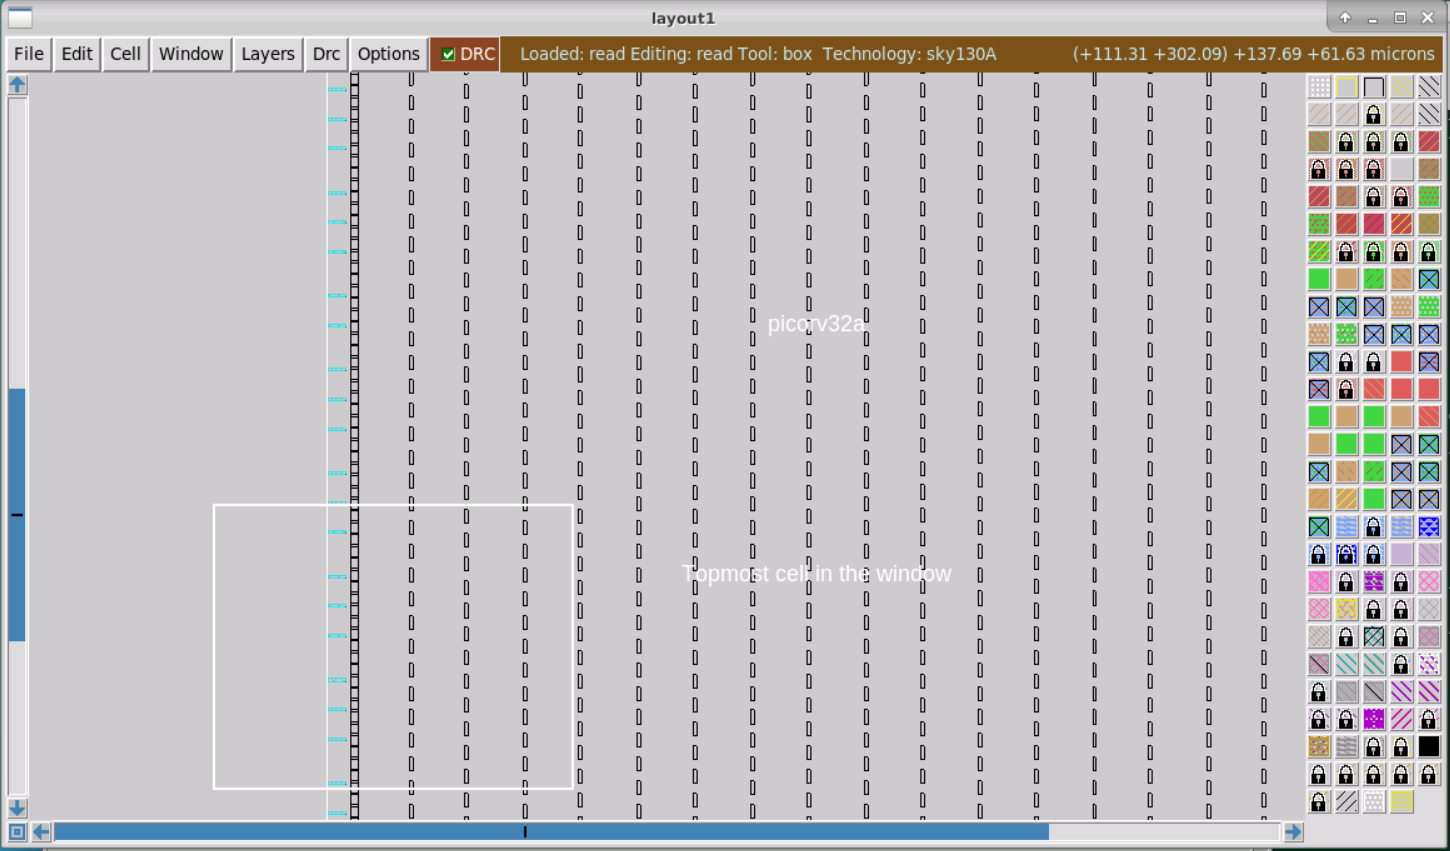 layout1
File Edit Cell Window Layers Drc Options DRC Loaded: read Editing: read Tool: box Technology: sky130A (+111.31 +302.09) +137.69 +61.63 microns
picorv32a
Topmost cell in the window